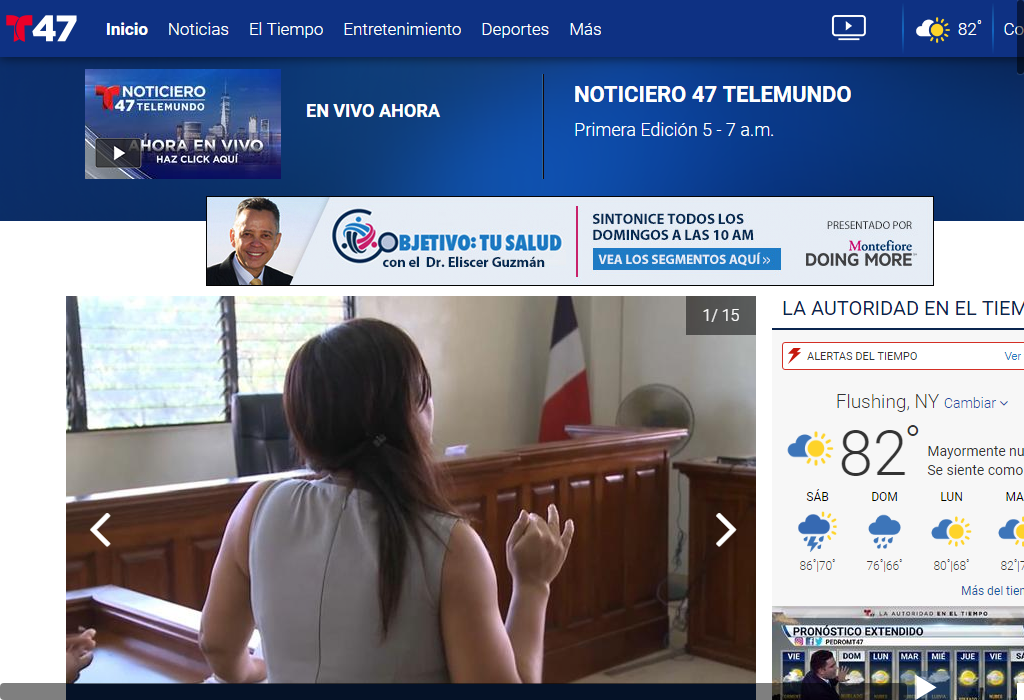 T47
Inicio
Noticias
El Tiempo
Entretenimiento
Deportes
Más
82°
Co
NOTICIERO
47 TELEMUNDO
AHORA EN VIVO
HAZ CLICK AQUÍ
EN VIVO AHORA
NOTICIERO 47 TELEMUNDO
Primera Edición 5 - 7 a.m.
OBJETIVO: TU SALUD
con el Dr. Eliscer Guzmán
SINTONICE TODOS LOS
DOMINGOS A LAS 10 AM
VEA LOS SEGMENTOS AQUÍ »
PRESENTADO POR
Montefiore
DOING MORE™
1/ 15
LA AUTORIDAD EN EL TIEM
ALERTAS DEL TIEMPO
Ver
Flushing, NY Cambiar
82°
Mayormente nu
Se siente como
SÁB
DOM
LUN
MA
86°|70°
76°|66°
80°|68°
82°|7
Más del tien
LA AUTORIDAD EN EL TIEMPO
PRONÓSTICO EXTENDIDO
PEDROMT47
VIE
DOM
LUN
MAR
MIÉ
JUE
VIE
SÁ